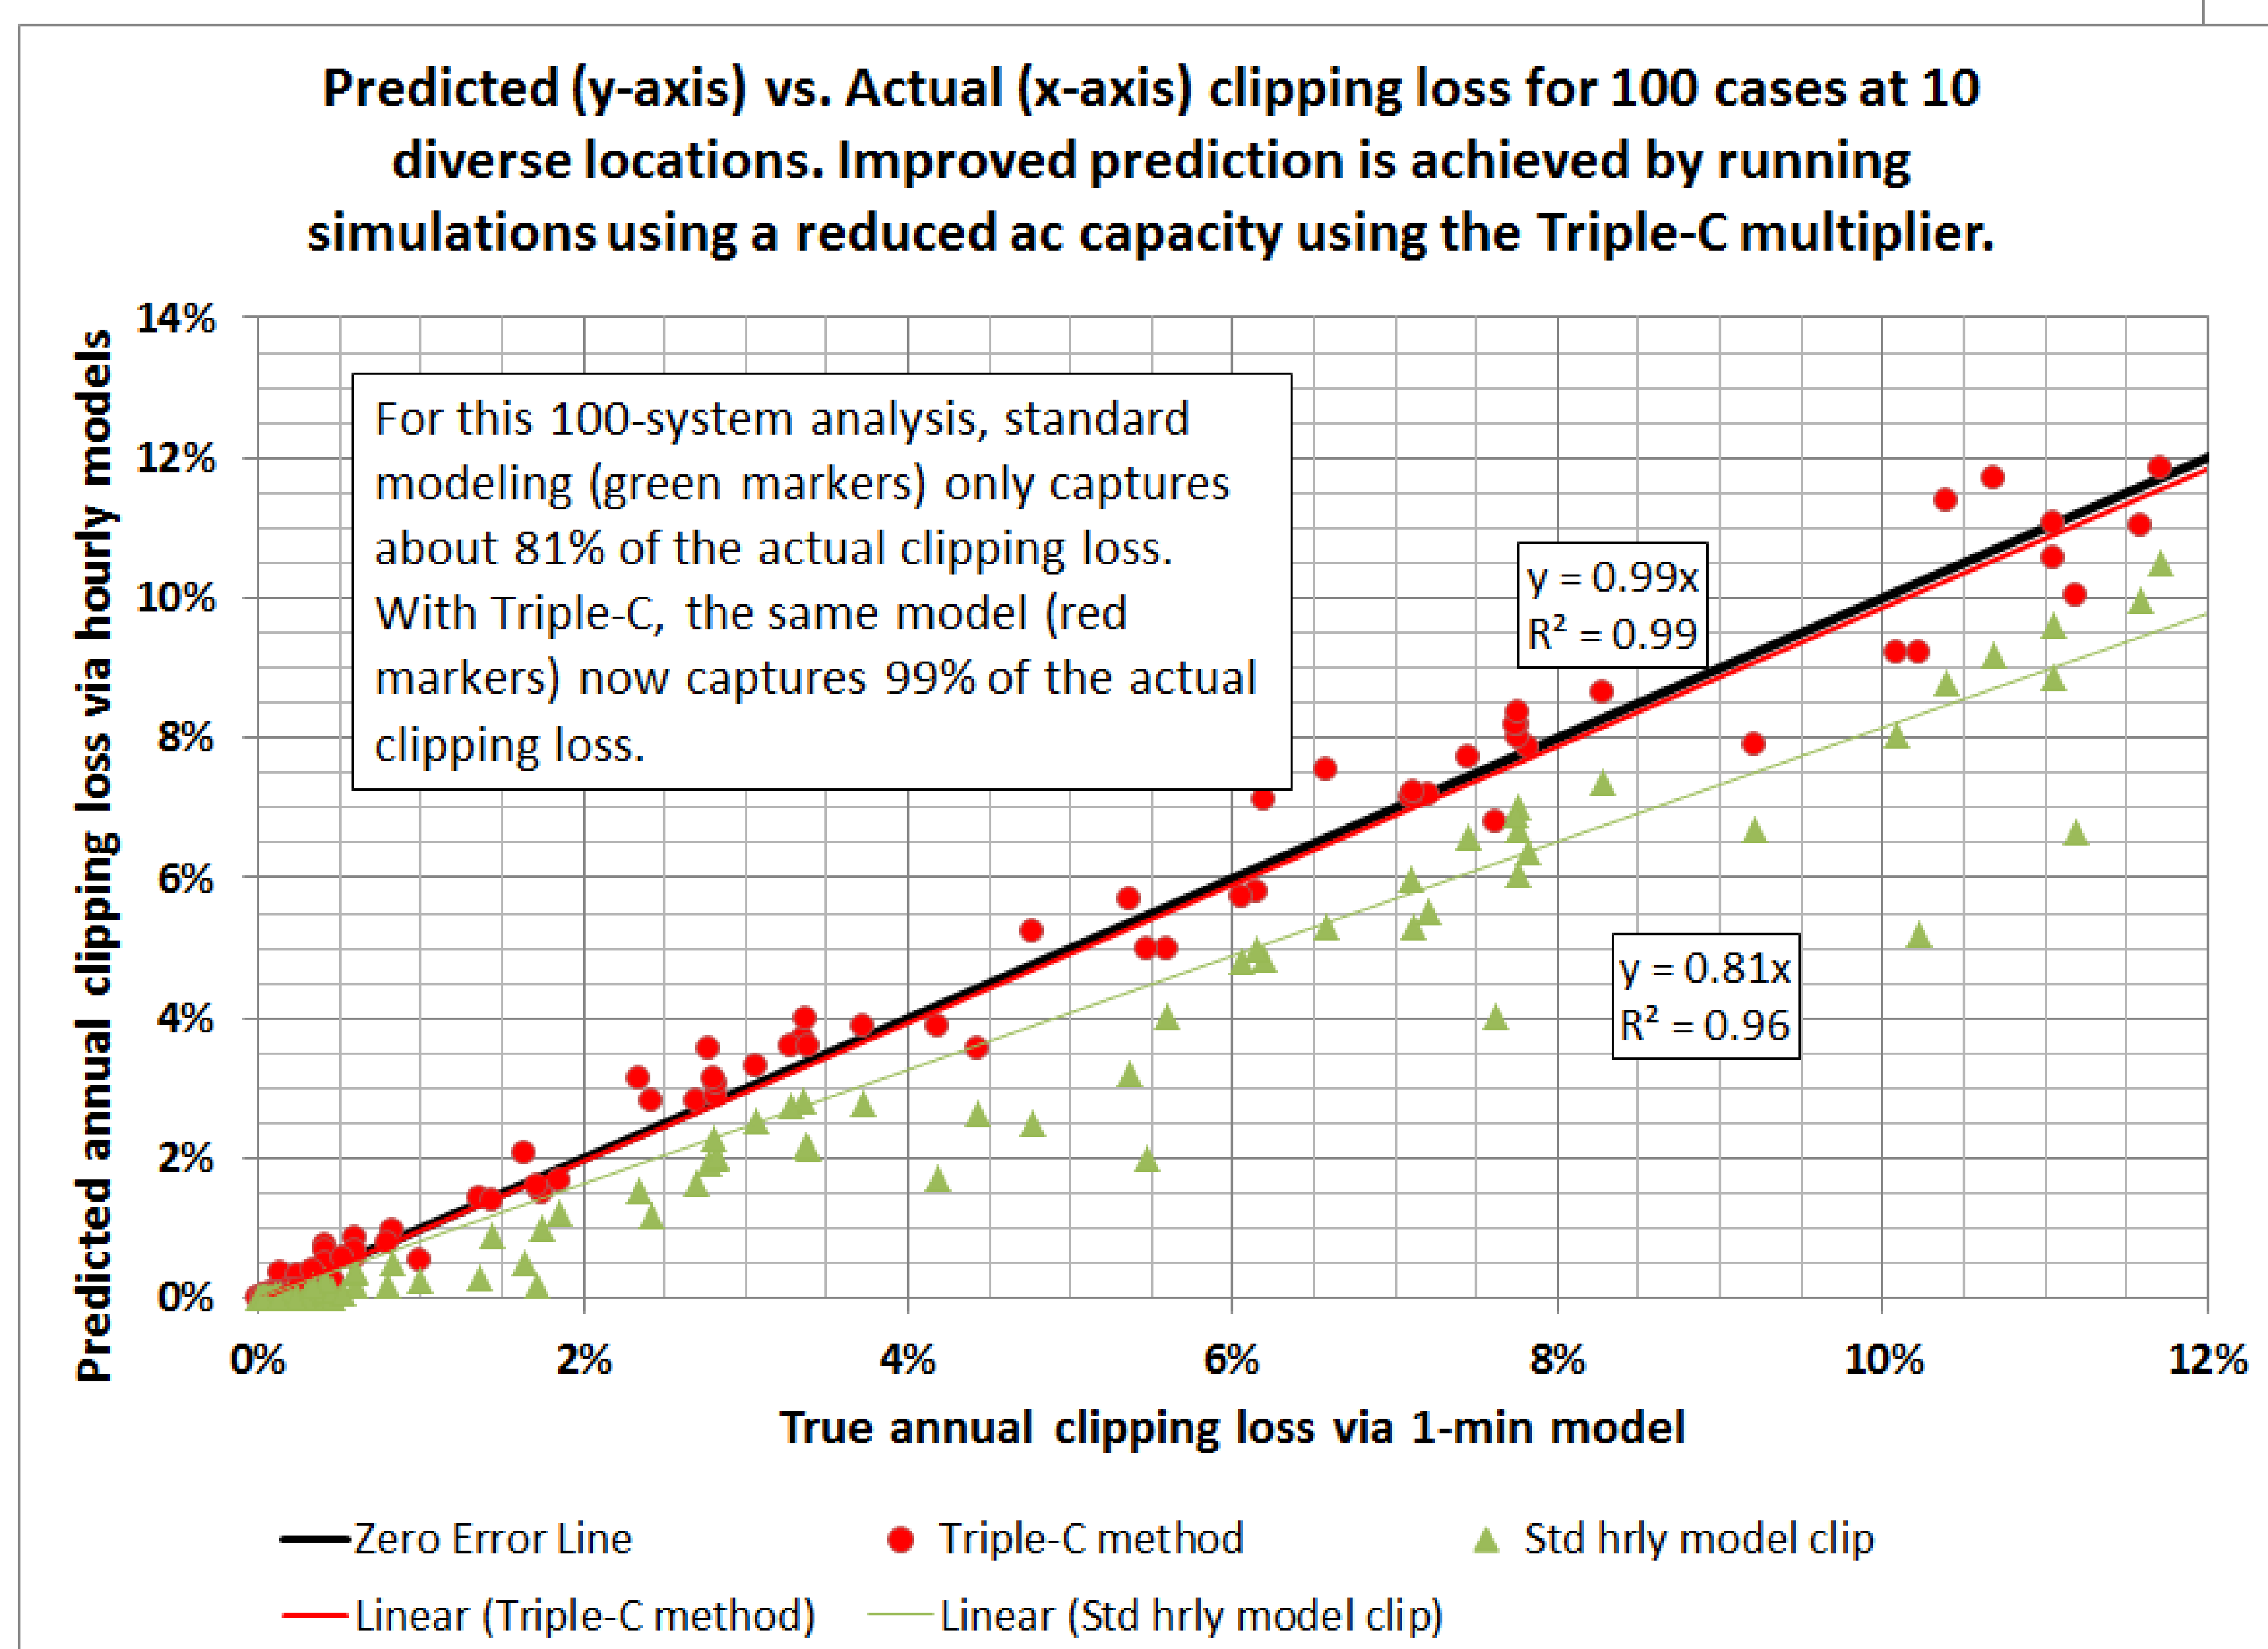 Predicted (y-axis) vs. Actual (x-axis) clipping loss for 100 cases at 10
diverse locations. Improved prediction is achieved by running
simulations using a reduced ac capacity using the Triple-C multiplier.
Predicted annual clipping loss via hourly models
14%
12%
10%
8%
6%
4%
2%
0%
For this 100-system analysis, standard
modeling (green markers) only captures
about 81% of the actual clipping loss.
With Triple-C, the same model (red
markers) now captures 99% of the actual
clipping loss.
y = 0.99x
R² = 0.99
y = 0.81x
R² = 0.96
0%
2%
4%
6%
8%
10%
12%
True annual clipping loss via 1-min model
Zero Error Line
Triple-C method
Std hrly model clip
Linear (Triple-C method)
Linear (Std hrly model clip)